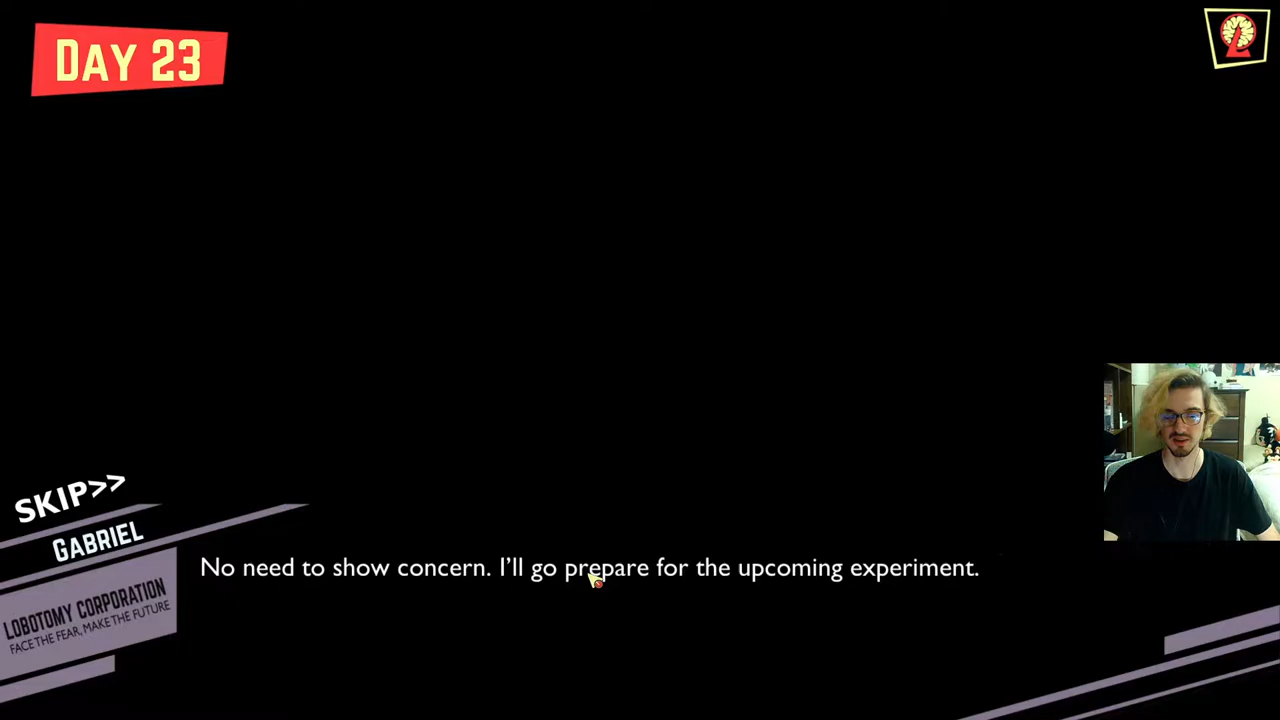 DAY 23
SKIP>>
GABRIEL
No need to show concern. I'll go prepare for the upcoming experiment.
LOBOTOMY CORPORATION
FACE THE FEAR, MAKE THE FUTURE